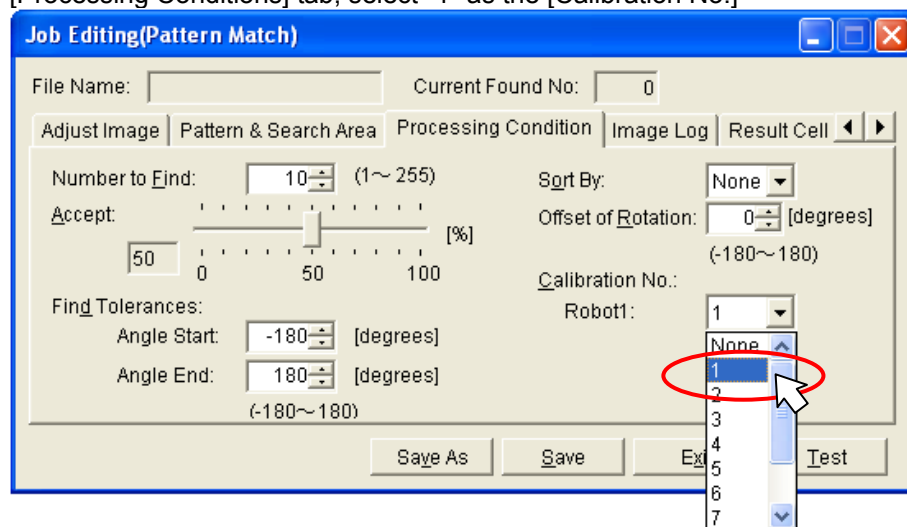 [Processing Conditions] tab, select "1" as the [Calibration No.]
Job Editing(Pattern Match)
File Name:
Current Found No: 0
Adjust Image
Pattern & Search Area
Processing Condition
Image Log
Result Cell
Number to Find: 10 (1~ 255)
Accept:
50
[%]
0 50 100
Find Tolerances:
Angle Start: -180 [degrees]
Angle End: 180 [degrees]
(-180~180)
Sort By: None
Offset of Rotation: 0 [degrees]
(-180~180)
Calibration No.:
Robot1: 1
None
1
2
3
4
5
6
7
Save As
Save
Exi
Test